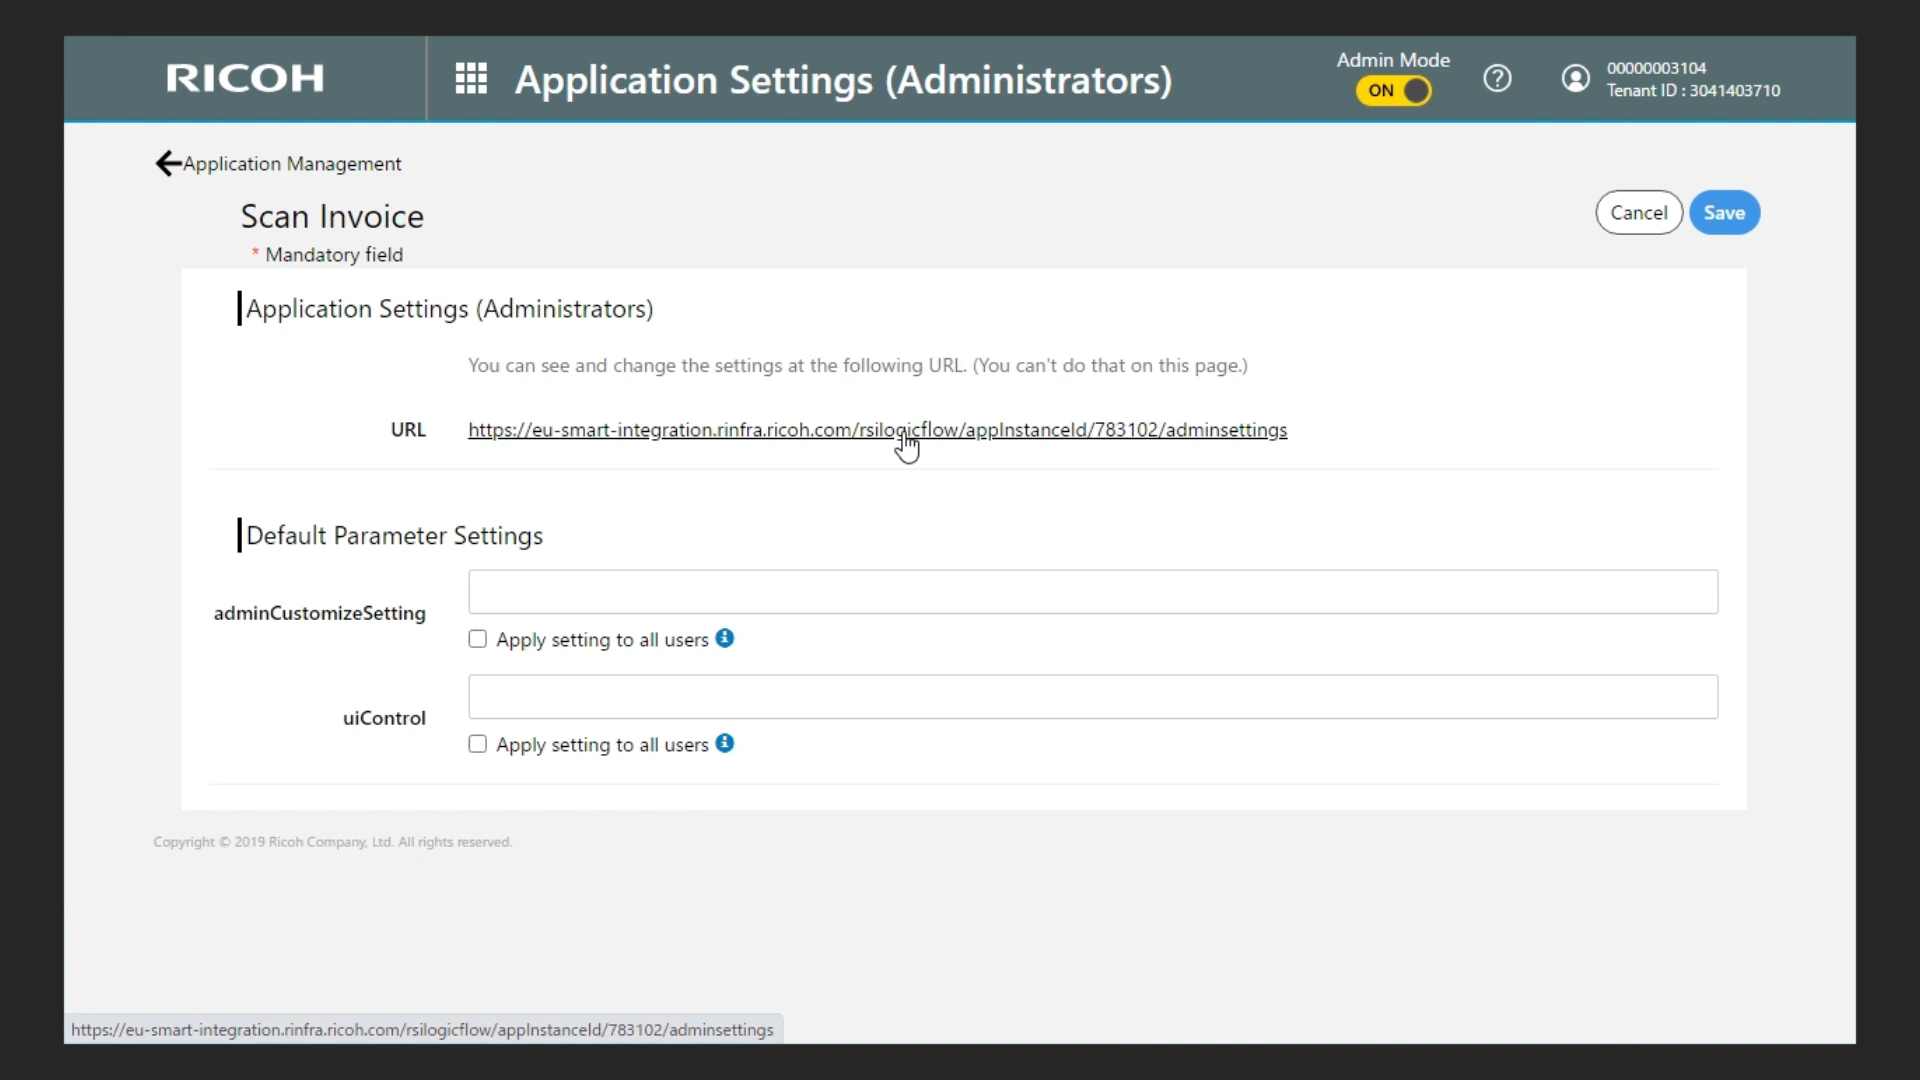 RICOH
Application Settings (Administrators)
Admin Mode
ON
00000003104
Tenant ID : 3041403710
Application Management
Scan Invoice
Cancel
Save
* Mandatory field
Application Settings (Administrators)
You can see and change the settings at the following URL. (You can't do that on this page.)
URL
https://eu-smart-integration.rinfra.ricoh.com/rsilogicflow/appInstanceId/783102/adminsettings
Default Parameter Settings
adminCustomizeSetting
Apply setting to all users
uiControl
Apply setting to all users
Copyright © 2019 Ricoh Company, Ltd. All rights reserved.
https://eu-smart-integration.rinfra.ricoh.com/rsilogicflow/appInstanceId/783102/adminsettings